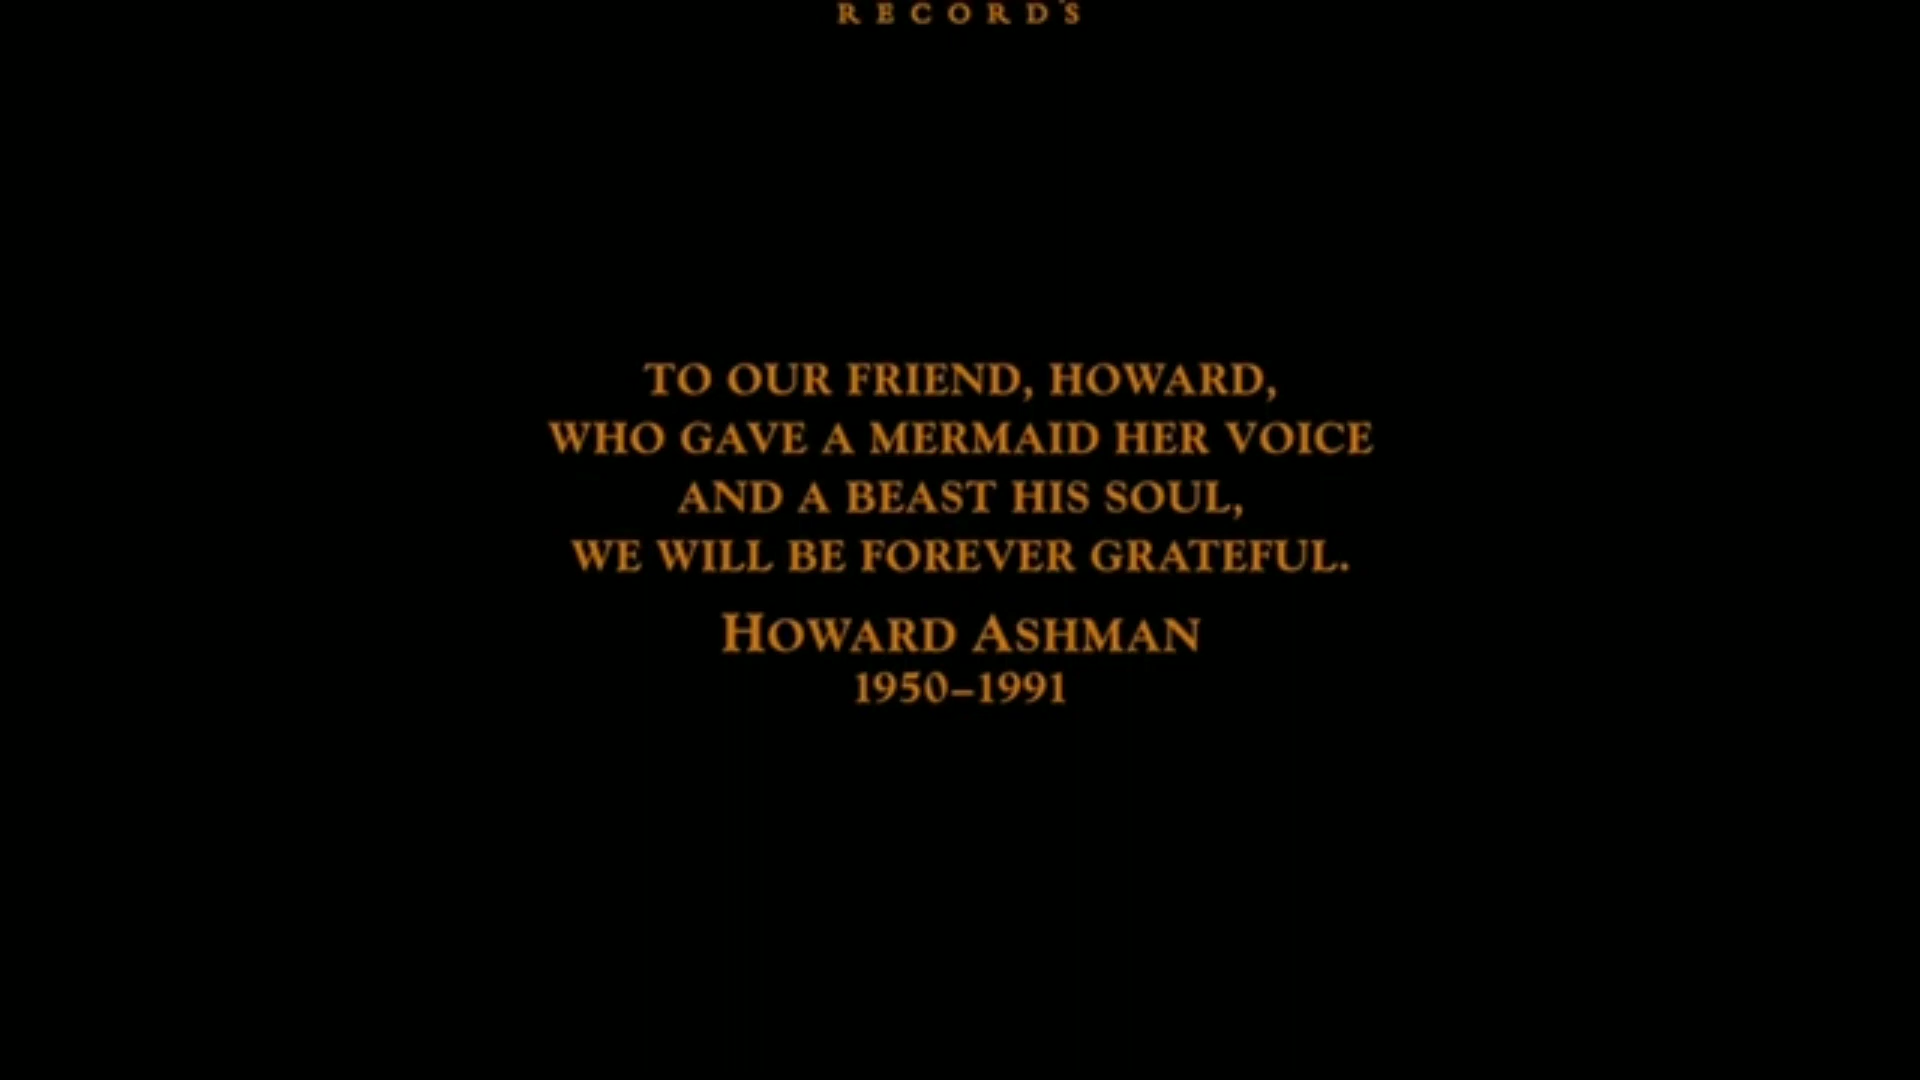 RECORDS
TO OUR FRIEND, HOWARD,
WHO GAVE A MERMAID HER VOICE
AND A BEAST HIS SOUL,
WE WILL BE FOREVER GRATEFUL.
HOWARD ASHMAN
1950–1991